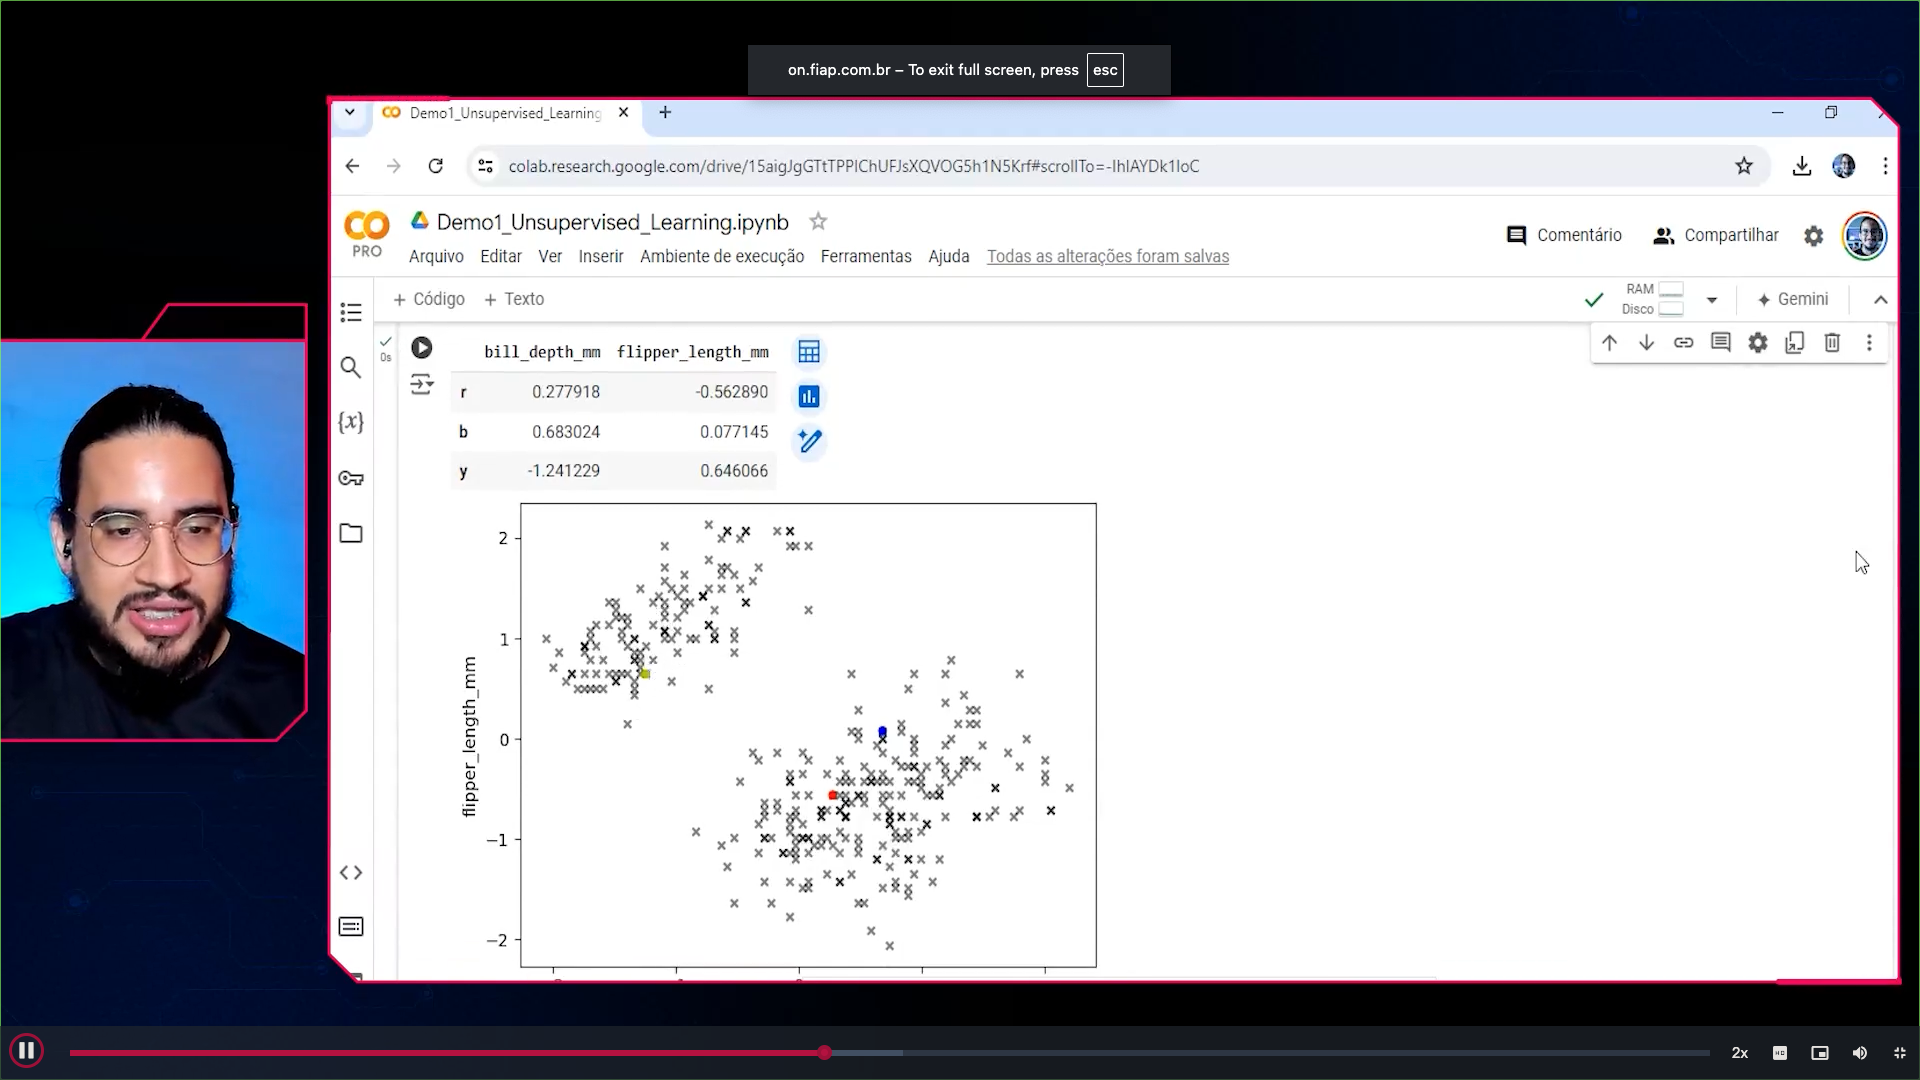 on.fiap.com.br – To exit full screen, press esc
Demo1_Unsupervised_Learning
colab.research.google.com/drive/15aigJgGTtTPPIChUFJsXQVOG5h1N5Krf#scrollTo=-IhIAYDk1IoC
CO
PRO
Demo1_Unsupervised_Learning.ipynb
Comentário
Compartilhar
Arquivo Editar Ver Inserir Ambiente de execução Ferramentas Ajuda Todas as alterações foram salvas
+ Código + Texto
RAM
Disco
Gemini
0s
bill_depth_mm flipper_length_mm
r 0.277918 -0.562890
b 0.683024 0.077145
y -1.241229 0.646066
{x}
2
1
0
−1
−2
flipper_length_mm
2x